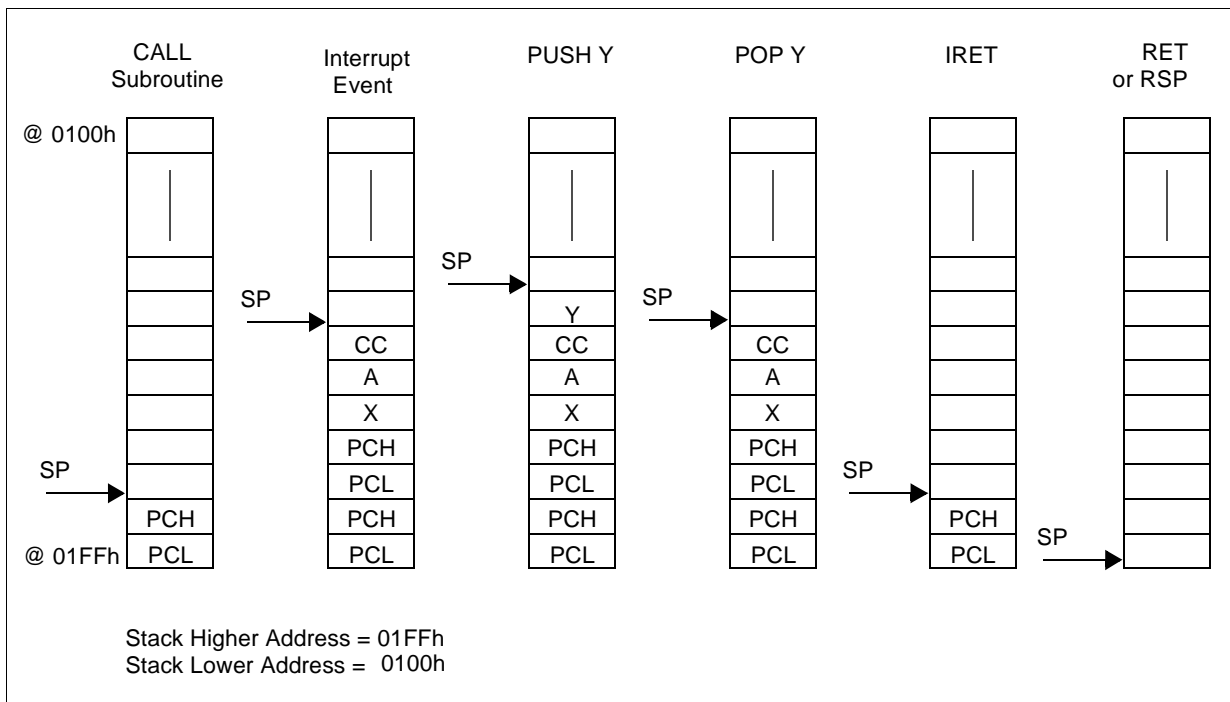 CALL
Subroutine
Interrupt
Event
PUSH Y
POP Y
IRET
RET
or RSP
@ 0100h
SP
SP
SP
Y
CC
CC
CC
A
A
A
X
X
X
PCH
PCH
PCH
SP
SP
PCL
PCL
PCL
PCH
PCH
PCH
PCH
PCH
SP
@ 01FFh
PCL
PCL
PCL
PCL
PCL
Stack Higher Address = 01FFh
Stack Lower Address = 0100h